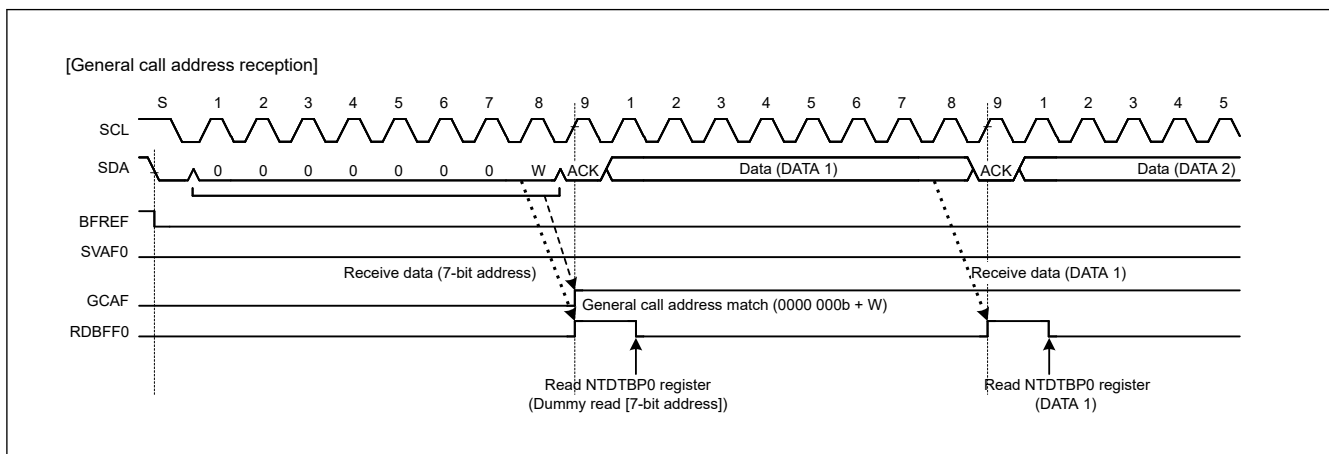 [General call address reception]
S 1 2 3 4 5 6 7 8 9 1 2 3 4 5 6 7 8 9 1 2 3 4 5
SCL
SDA 0 0 0 0 0 0 0 W ACK Data (DATA 1) ACK Data (DATA 2)
BFREF
SVAF0
Receive data (7-bit address) Receive data (DATA 1)
GCAF General call address match (0000 000b + W)
RDBFF0
Read NTDTBP0 register Read NTDTBP0 register
(Dummy read [7-bit address]) (DATA 1)